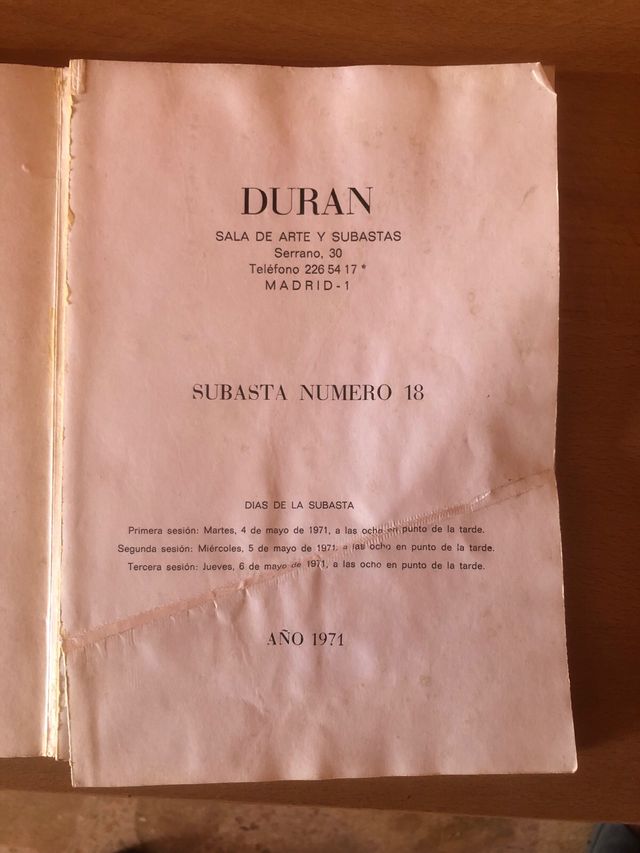 DURAN
SALA DE ARTE Y SUBASTAS
Serrano, 30
Teléfono 226 54 17 *
MADRID-1
SUBASTA NUMERO 18
DIAS DE LA SUBASTA
Primera sesión: Martes, 4 de mayo de 1971, a las ocho en punto de la tarde.
Segunda sesión: Miércoles, 5 de mayo de 1971, a las ocho en punto de la tarde.
Tercera sesión: Jueves, 6 de mayo de 1971, a las ocho en punto de la tarde.
AÑO 1971